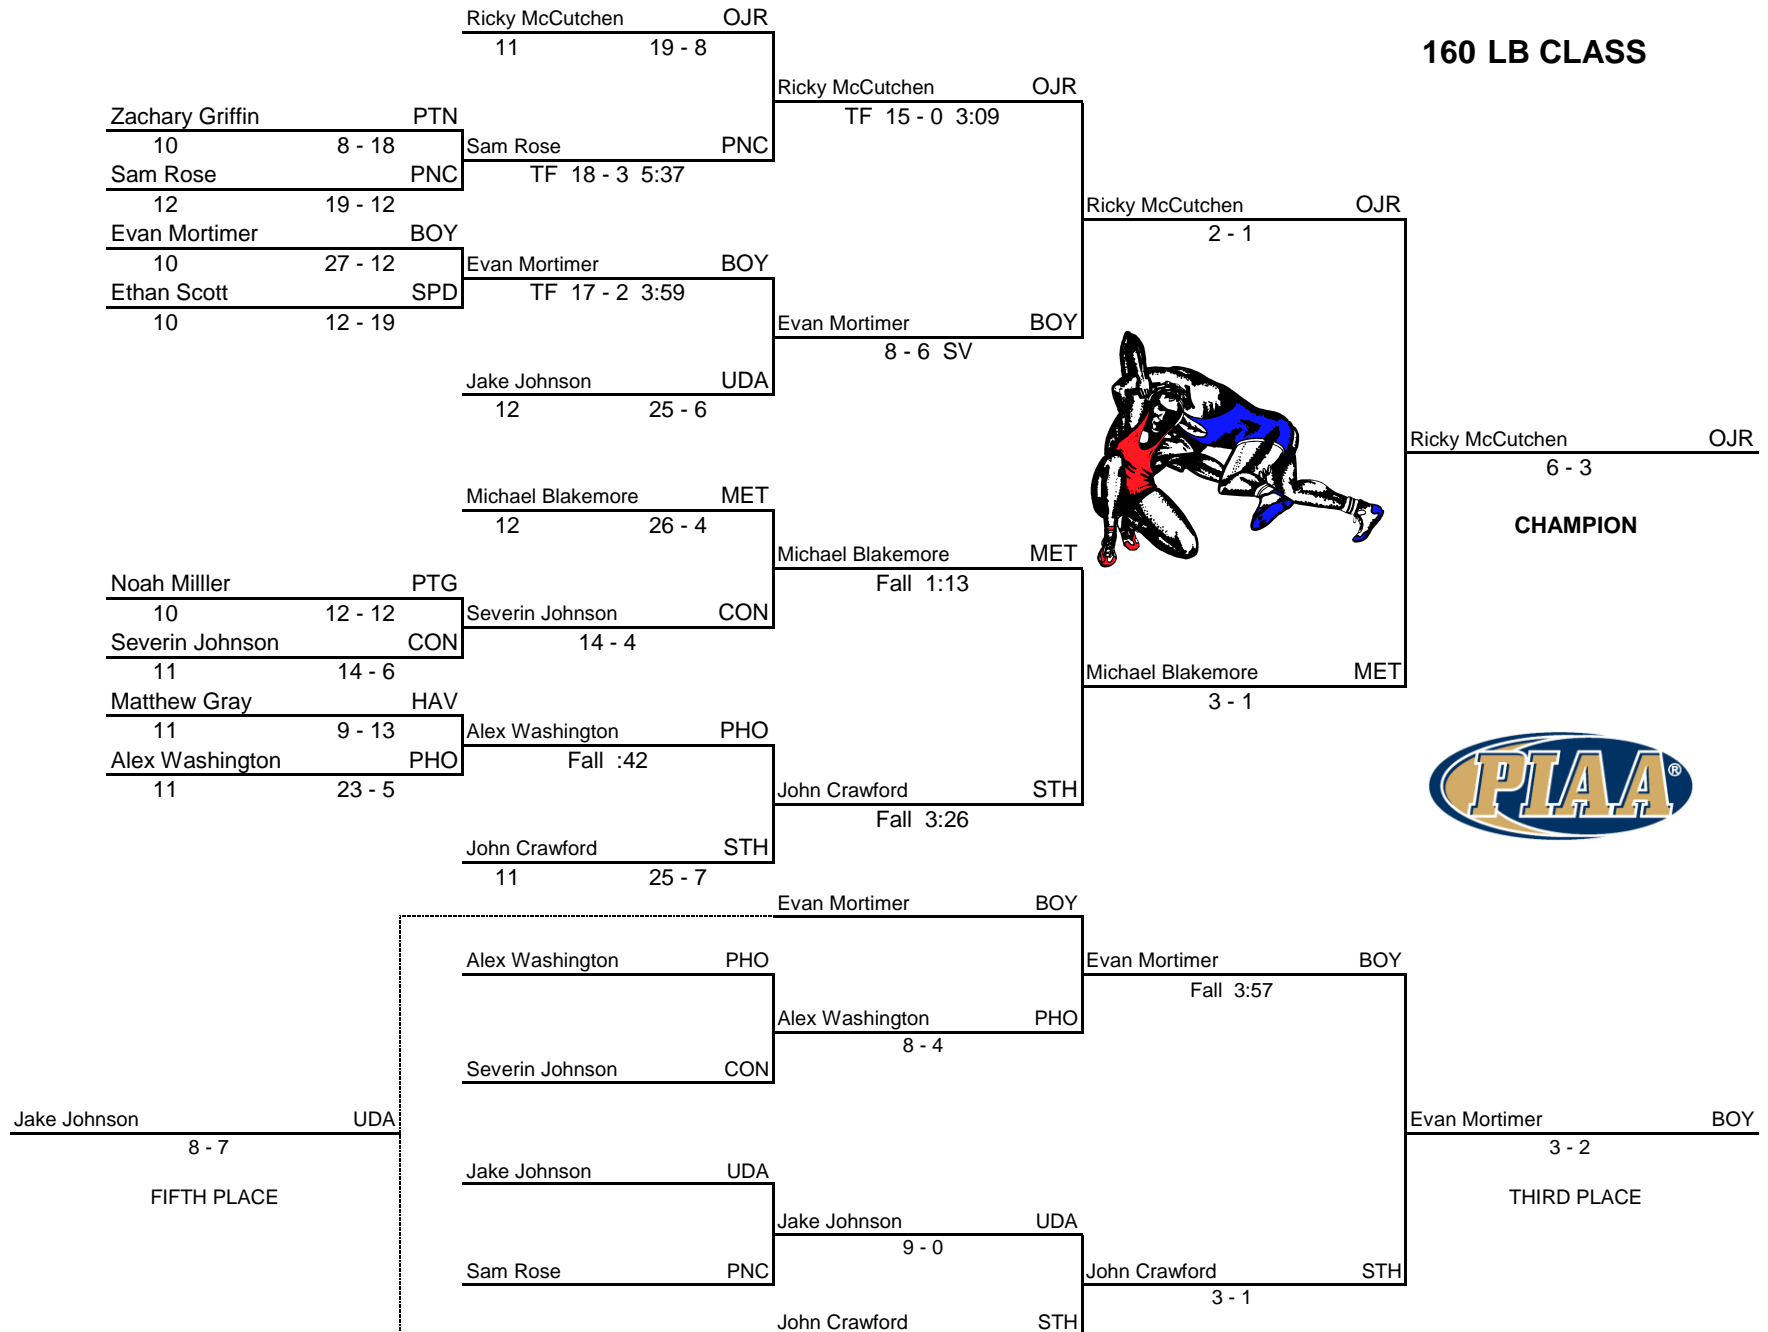 Ricky McCutchen OJR
11 19 - 8
160 LB CLASS
Ricky McCutchen OJR
TF 15 - 0 3:09
Zachary Griffin PTN
10 8 - 18
Sam Rose PNC
TF 18 - 3 5:37
Sam Rose PNC
12 19 - 12
Ricky McCutchen OJR
2 - 1
Evan Mortimer BOY
10 27 - 12
Evan Mortimer BOY
TF 17 - 2 3:59
Ethan Scott SPD
10 12 - 19
Evan Mortimer BOY
8 - 6 SV
Jake Johnson UDA
12 25 - 6
Ricky McCutchen OJR
6 - 3
CHAMPION
Michael Blakemore MET
12 26 - 4
Michael Blakemore MET
Fall 1:13
Noah Milller PTG
10 12 - 12
Severin Johnson CON
14 - 4
Severin Johnson CON
11 14 - 6
Michael Blakemore MET
3 - 1
Matthew Gray HAV
11 9 - 13
Alex Washington PHO
Fall :42
Alex Washington PHO
11 23 - 5
John Crawford STH
Fall 3:26
PIAA®
John Crawford STH
11 25 - 7
Evan Mortimer BOY
Alex Washington PHO
Evan Mortimer BOY
Fall 3:57
Alex Washington PHO
8 - 4
Severin Johnson CON
Jake Johnson UDA
8 - 7
FIFTH PLACE
Evan Mortimer BOY
3 - 2
THIRD PLACE
Jake Johnson UDA
Jake Johnson UDA
9 - 0
Sam Rose PNC
John Crawford STH
3 - 1
John Crawford STH